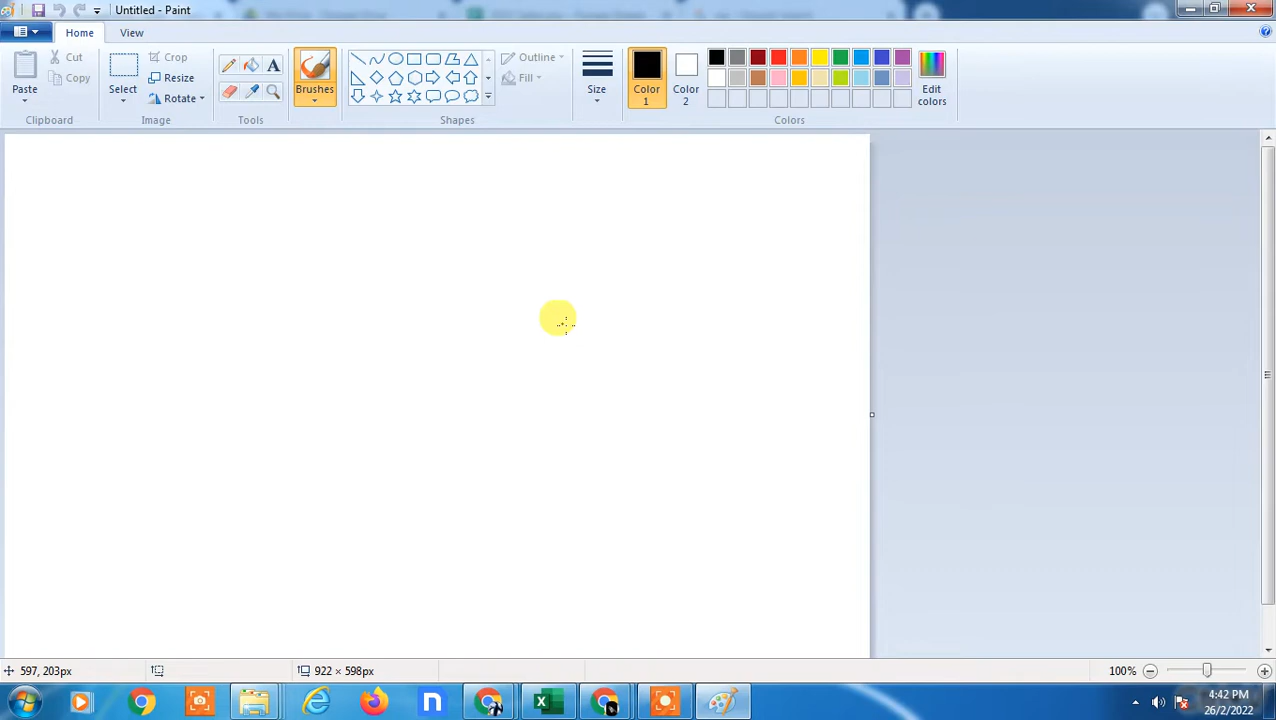 Untitled - Paint
Home View
Paste
Cut
Copy
Clipboard
Select
Crop
Resize
Rotate
Image
A
Tools
Brushes
Outline
Fill
Shapes
Size
Color
1
Color
2
Edit
colors
Colors
597, 203px
922 × 598px
100%
4:42 PM
26/2/2022